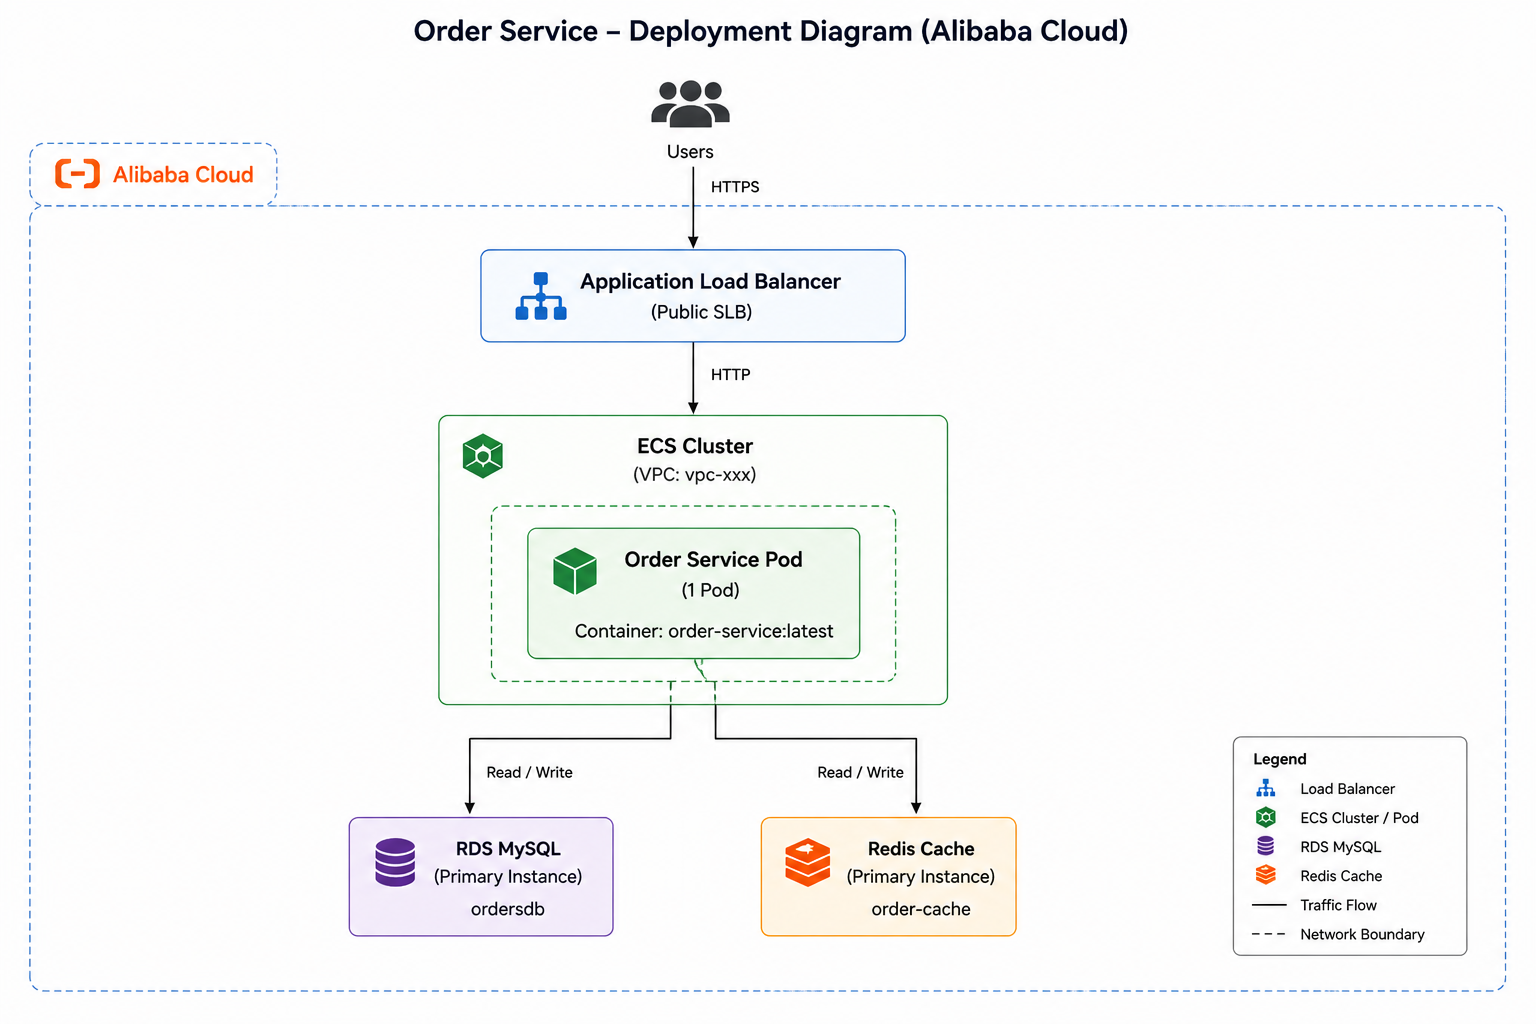 Order Service – Deployment Diagram (Alibaba Cloud)
Users
Alibaba Cloud
HTTPS
Application Load Balancer
(Public SLB)
HTTP
ECS Cluster
(VPC: vpc-xxx)
Order Service Pod
(1 Pod)
Container: order-service:latest
Read / Write
Read / Write
RDS MySQL
(Primary Instance)
ordersdb
Redis Cache
(Primary Instance)
order-cache
Legend
Load Balancer
ECS Cluster / Pod
RDS MySQL
Redis Cache
Traffic Flow
Network Boundary